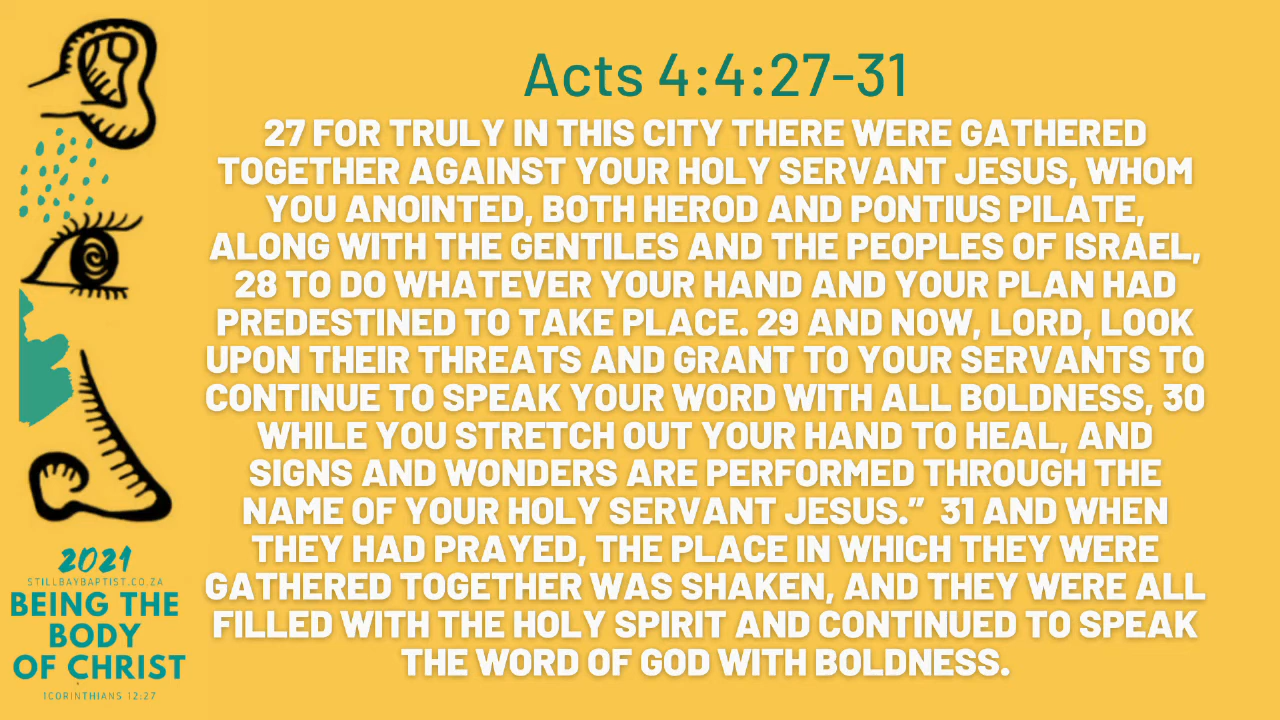 Acts 4:4:27-31
27 FOR TRULY IN THIS CITY THERE WERE GATHERED
TOGETHER AGAINST YOUR HOLY SERVANT JESUS, WHOM
YOU ANOINTED, BOTH HEROD AND PONTIUS PILATE,
ALONG WITH THE GENTILES AND THE PEOPLES OF ISRAEL,
28 TO DO WHATEVER YOUR HAND AND YOUR PLAN HAD
PREDESTINED TO TAKE PLACE. 29 AND NOW, LORD, LOOK
UPON THEIR THREATS AND GRANT TO YOUR SERVANTS TO
CONTINUE TO SPEAK YOUR WORD WITH ALL BOLDNESS, 30
WHILE YOU STRETCH OUT YOUR HAND TO HEAL, AND
SIGNS AND WONDERS ARE PERFORMED THROUGH THE
NAME OF YOUR HOLY SERVANT JESUS.” 31 AND WHEN
THEY HAD PRAYED, THE PLACE IN WHICH THEY WERE
GATHERED TOGETHER WAS SHAKEN, AND THEY WERE ALL
FILLED WITH THE HOLY SPIRIT AND CONTINUED TO SPEAK
THE WORD OF GOD WITH BOLDNESS.
2021
STILLBAYBAPTIST.CO.ZA
BEING THE
BODY
OF CHRIST
1CORINTHIANS 12:27